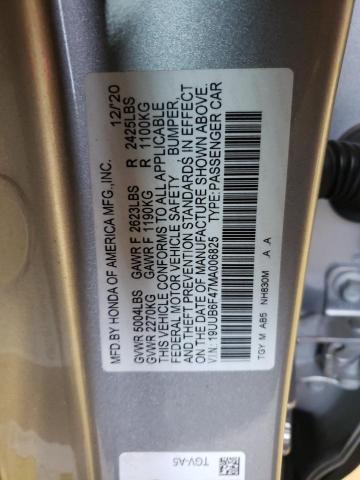 MFD. BY HONDA OF AMERICA MFG., INC. 12/'20
GVWR 5004LBS GAWR F 2623LBS R 2425LBS
GVWR 2270KG GAWR F 1190KG R 1100KG
THIS VEHICLE CONFORMS TO ALL APPLICABLE
FEDERAL MOTOR VEHICLE SAFETY , BUMPER,
AND THEFT PREVENTION STANDARDS IN EFFECT
ON THE DATE OF MANUFACTURE SHOWN ABOVE.
V.I.N: 19UUB6F47MA006825 TYPE: PASSENGER CAR
TGY M AB5 NH830M .A .A
TGV-A5